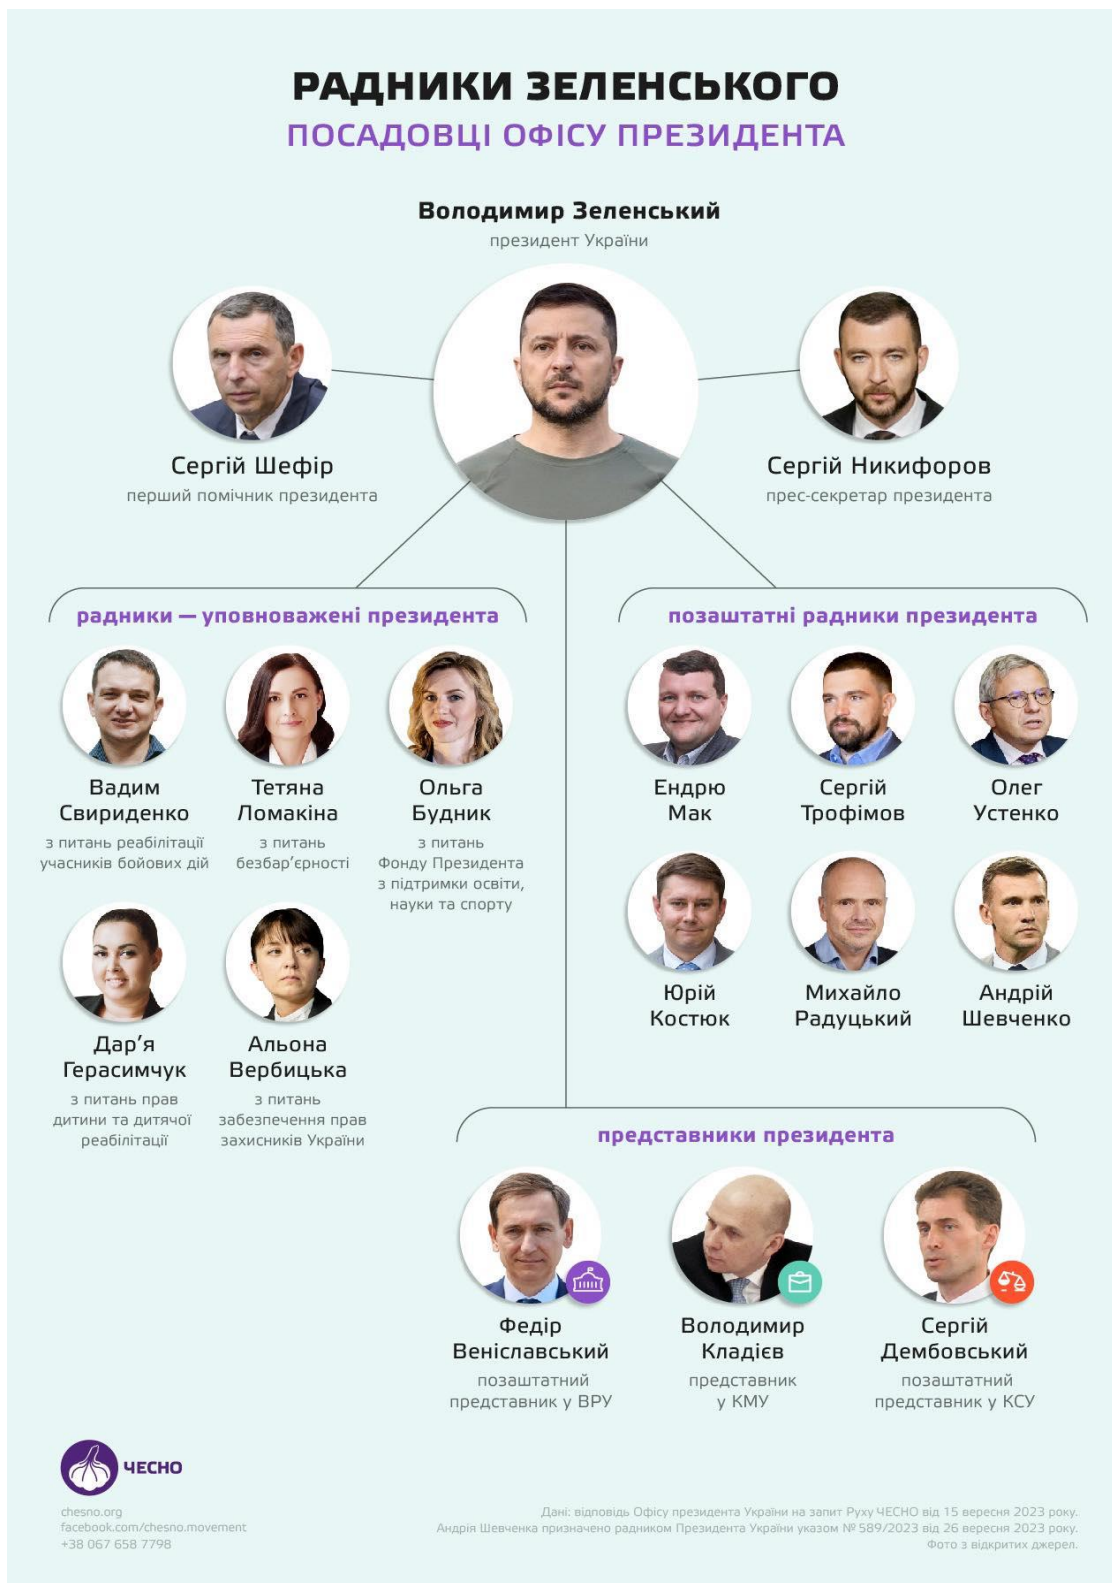 РАДНИКИ ЗЕЛЕНСЬКОГО
ПОСАДОВЦІ ОФІСУ ПРЕЗИДЕНТА
Володимир Зеленський
президент України
Сергій Шефір
перший помічник президента
Сергій Никифоров
прес-секретар президента
радники — уповноважені президента
Вадим
Свириденко
з питань реабілітації
учасників бойових дій
Тетяна
Ломакіна
з питань
безбар’єрності
Ольга
Будник
з питань
Фонду Президента
з підтримки освіти,
науки та спорту
Дар’я
Герасимчук
з питань прав
дитини та дитячої
реабілітації
Альона
Вербицька
з питань
забезпечення прав
захисників України
позаштатні радники президента
Ендрю
Мак
Сергій
Трофімов
Олег
Устенко
Юрій
Костюк
Михайло
Радуцький
Андрій
Шевченко
представники президента
Федір
Веніславський
позаштатний
представник у ВРУ
Володимир
Кладієв
представник
у КМУ
Сергій
Дембовський
позаштатний
представник у КСУ
ЧЕСНО
chesno.org
facebook.com/chesno.movement
+38 067 658 7798
Дані: відповідь Офісу президента України на запит Руху ЧЕСНО від 15 вересня 2023 року.
Андрія Шевченка призначено радником Президента України указом № 589/2023 від 26 вересня 2023 року.
Фото з відкритих джерел.